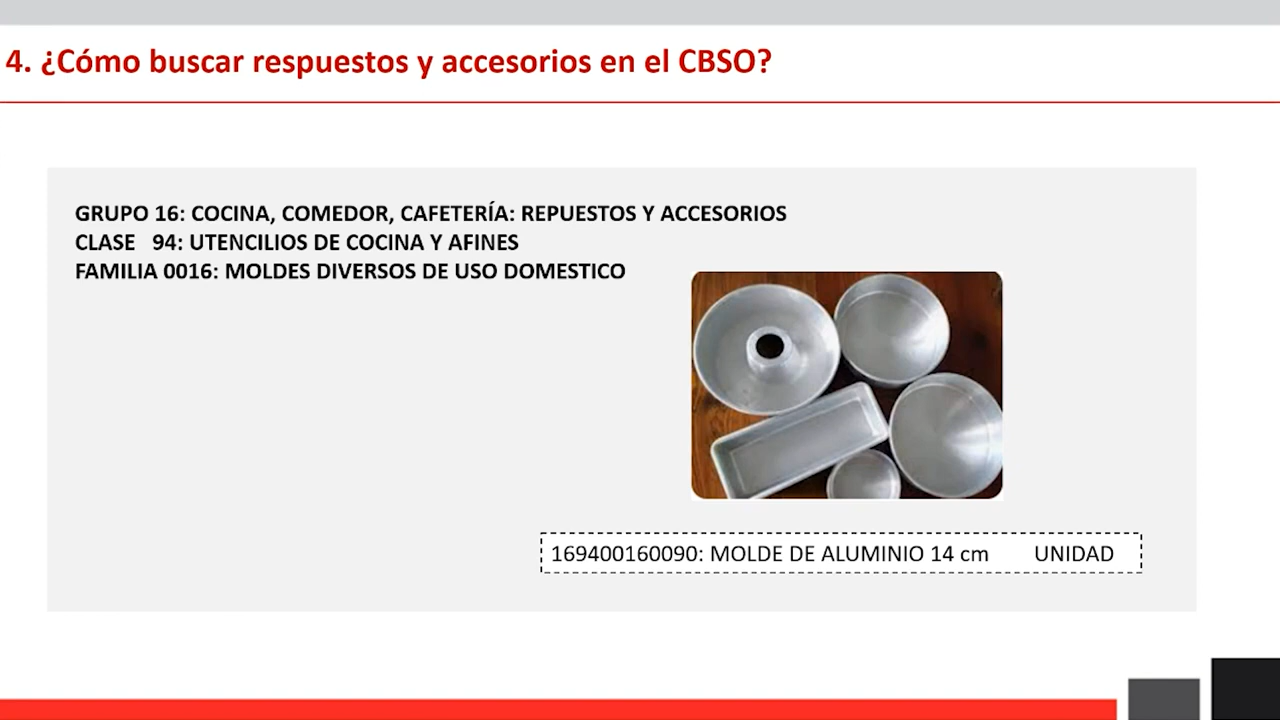 4. ¿Cómo buscar respuestos y accesorios en el CBSO?
GRUPO 16: COCINA, COMEDOR, CAFETERÍA: REPUESTOS Y ACCESORIOS
CLASE 94: UTENCILIOS DE COCINA Y AFINES
FAMILIA 0016: MOLDES DIVERSOS DE USO DOMESTICO
169400160090: MOLDE DE ALUMINIO 14 cm UNIDAD